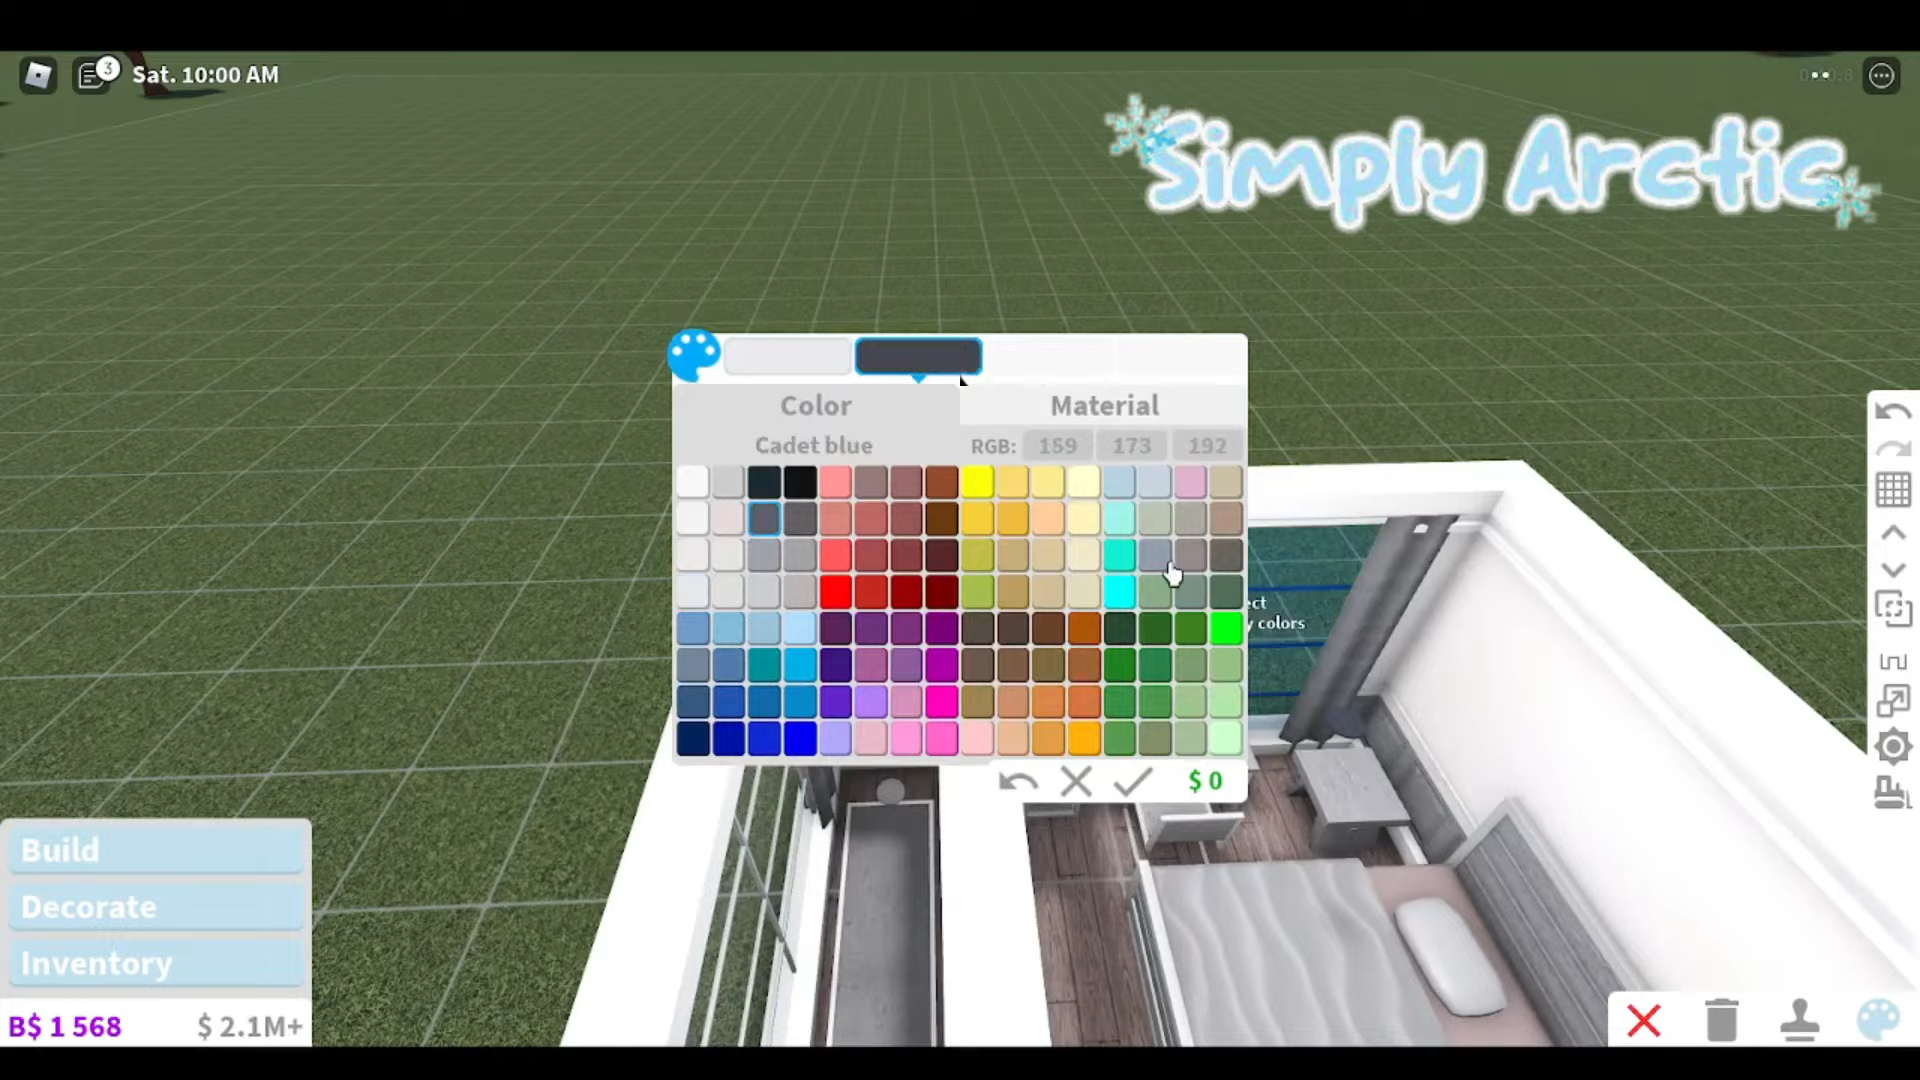 3
Sat. 10:00 AM
Simply Arctic
Color
Material
Cadet blue
RGB: 159 173 192
y colors
$ 0
Build
Decorate
Inventory
B$ 1 568
$ 2.1M+